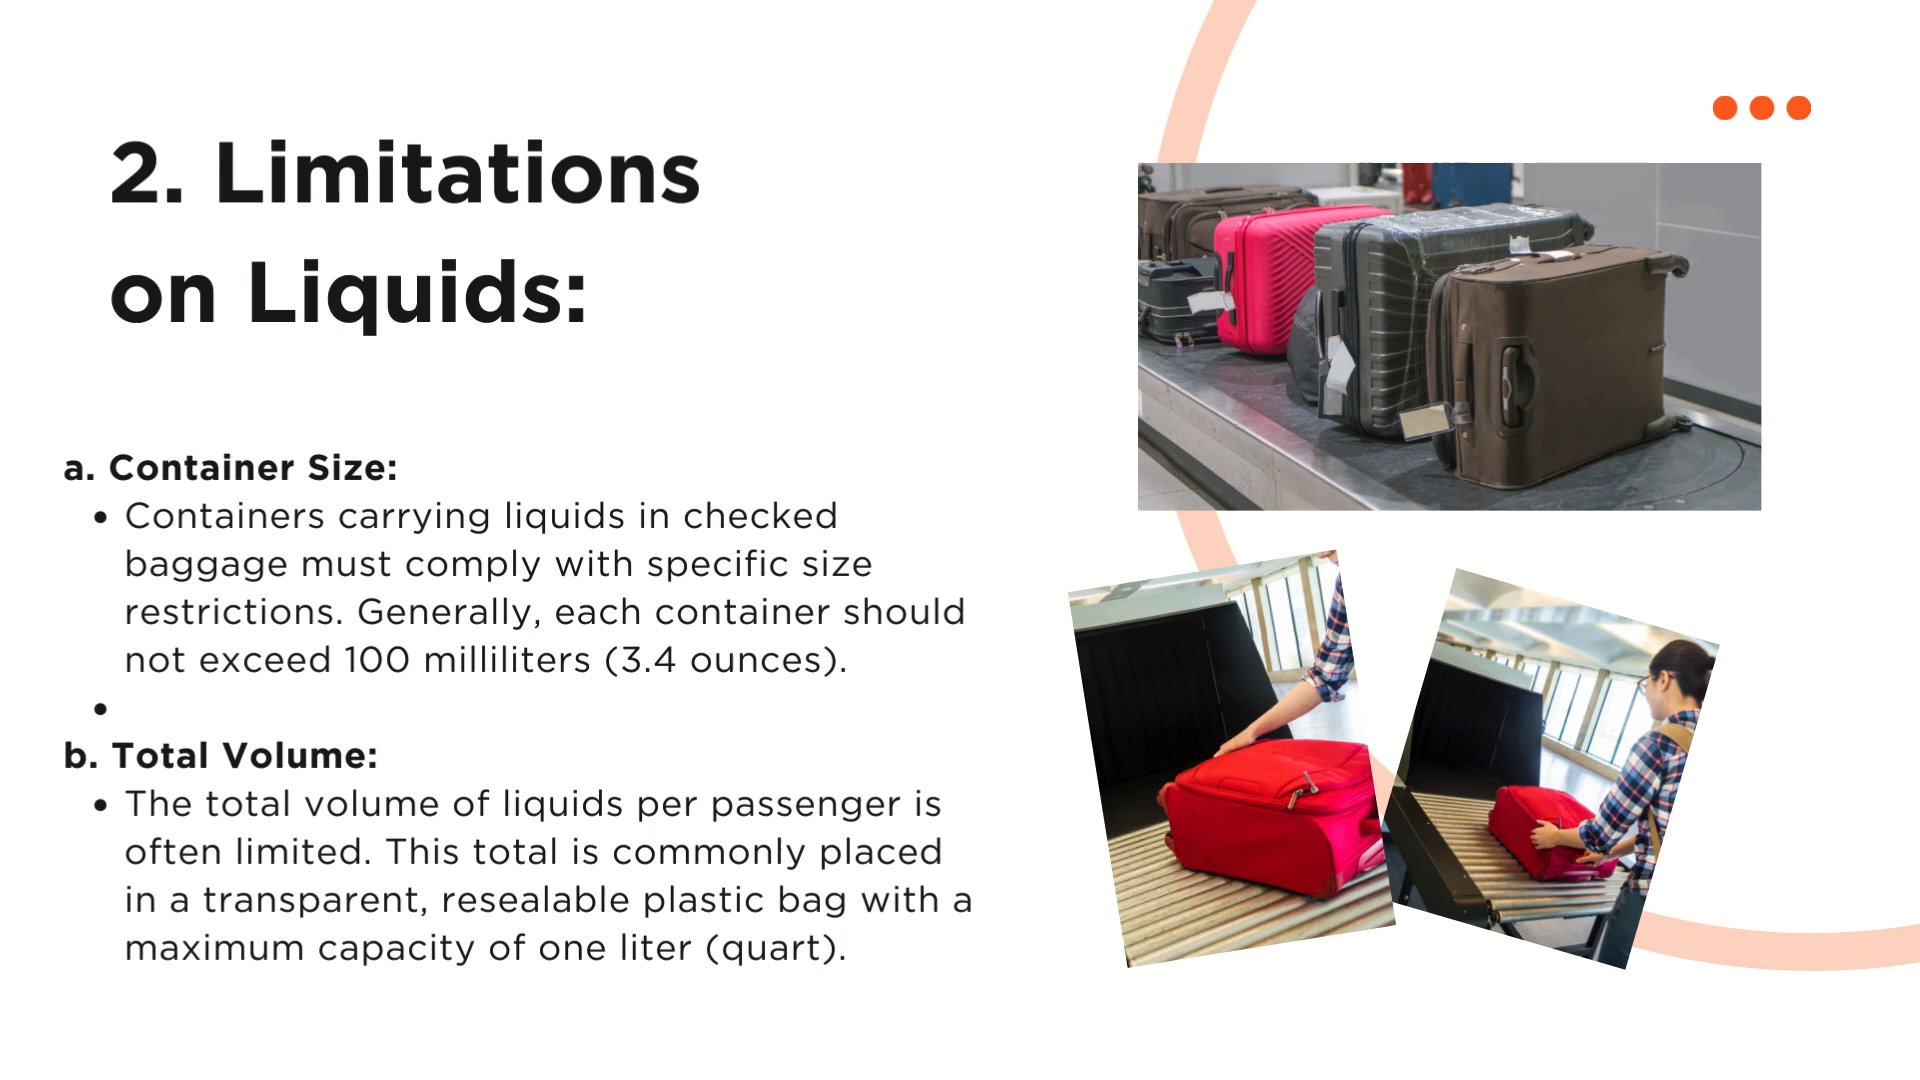 2. Limitations
on Liquids:
a. Container Size:
• Containers carrying liquids in checked
baggage must comply with specific size
restrictions. Generally, each container should
not exceed 100 milliliters (3.4 ounces).
•
b. Total Volume:
• The total volume of liquids per passenger is
often limited. This total is commonly placed
in a transparent, resealable plastic bag with a
maximum capacity of one liter (quart).